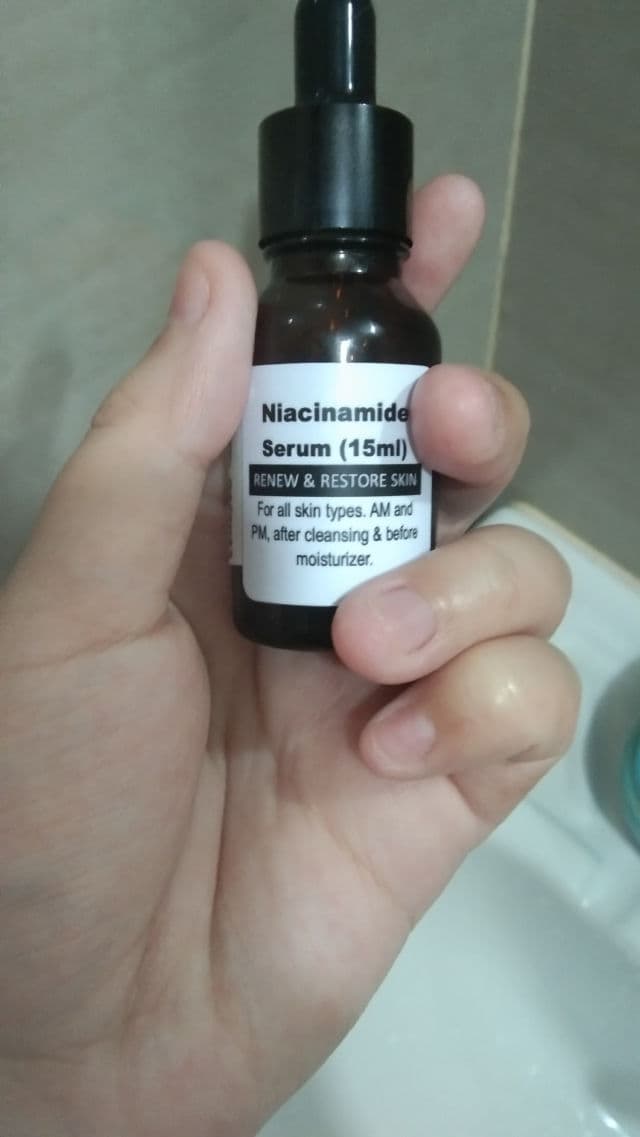 Niacinamide
Serum (15ml)
RENEW & RESTORE SKIN
For all skin types. AM and
PM, after cleansing & before
moisturizer.